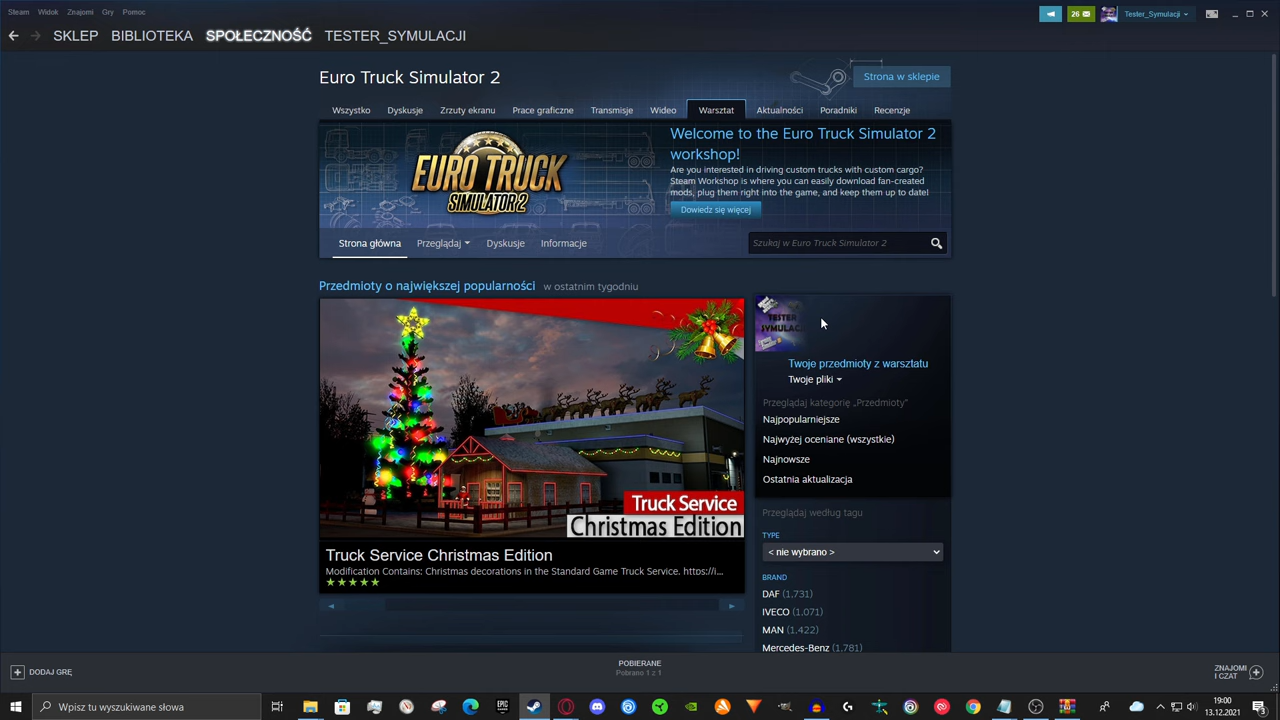 Steam Widok Znajomi Gry Pomoc
26 Tester_Symulacji
SKLEP BIBLIOTEKA SPOŁECZNOŚĆ TESTER_SYMULACJI
Euro Truck Simulator 2
Strona w sklepie
Wszystko Dyskusje Zrzuty ekranu Prace graficzne Transmisje Wideo Warsztat Aktualności Poradniki Recenzje
EURO TRUCK
SIMULATOR 2
Welcome to the Euro Truck Simulator 2
workshop!
Are you interested in driving custom trucks with custom cargo?
Steam Workshop is where you can easily download fan-created
mods, plug them right into the game, and keep them up to date!
Dowiedz się więcej
Strona główna Przeglądaj Dyskusje Informacje
Szukaj w Euro Truck Simulator 2
Przedmioty o największej popularności w ostatnim tygodniu
Truck Service
Christmas Edition
Truck Service Christmas Edition
Modification Contains: Christmas decorations in the Standard Game Truck Service. https://i...
TESTER
Twoje przedmioty z warsztatu
Twoje pliki
Przeglądaj kategorię „Przedmioty”
Najpopularniejsze
Najwyżej oceniane (wszystkie)
Najnowsze
Ostatnia aktualizacja
Przeglądaj według tagu
TYPE
< nie wybrano >
BRAND
DAF (1,731)
IVECO (1,071)
MAN (1,422)
Mercedes-Benz (1,781)
DODAJ GRĘ
POBIERANE
Pobrano 1 z 1
ZNAJOMI
I CZAT
Wpisz tu wyszukiwane słowa
EPIC
19:00
13.12.2021